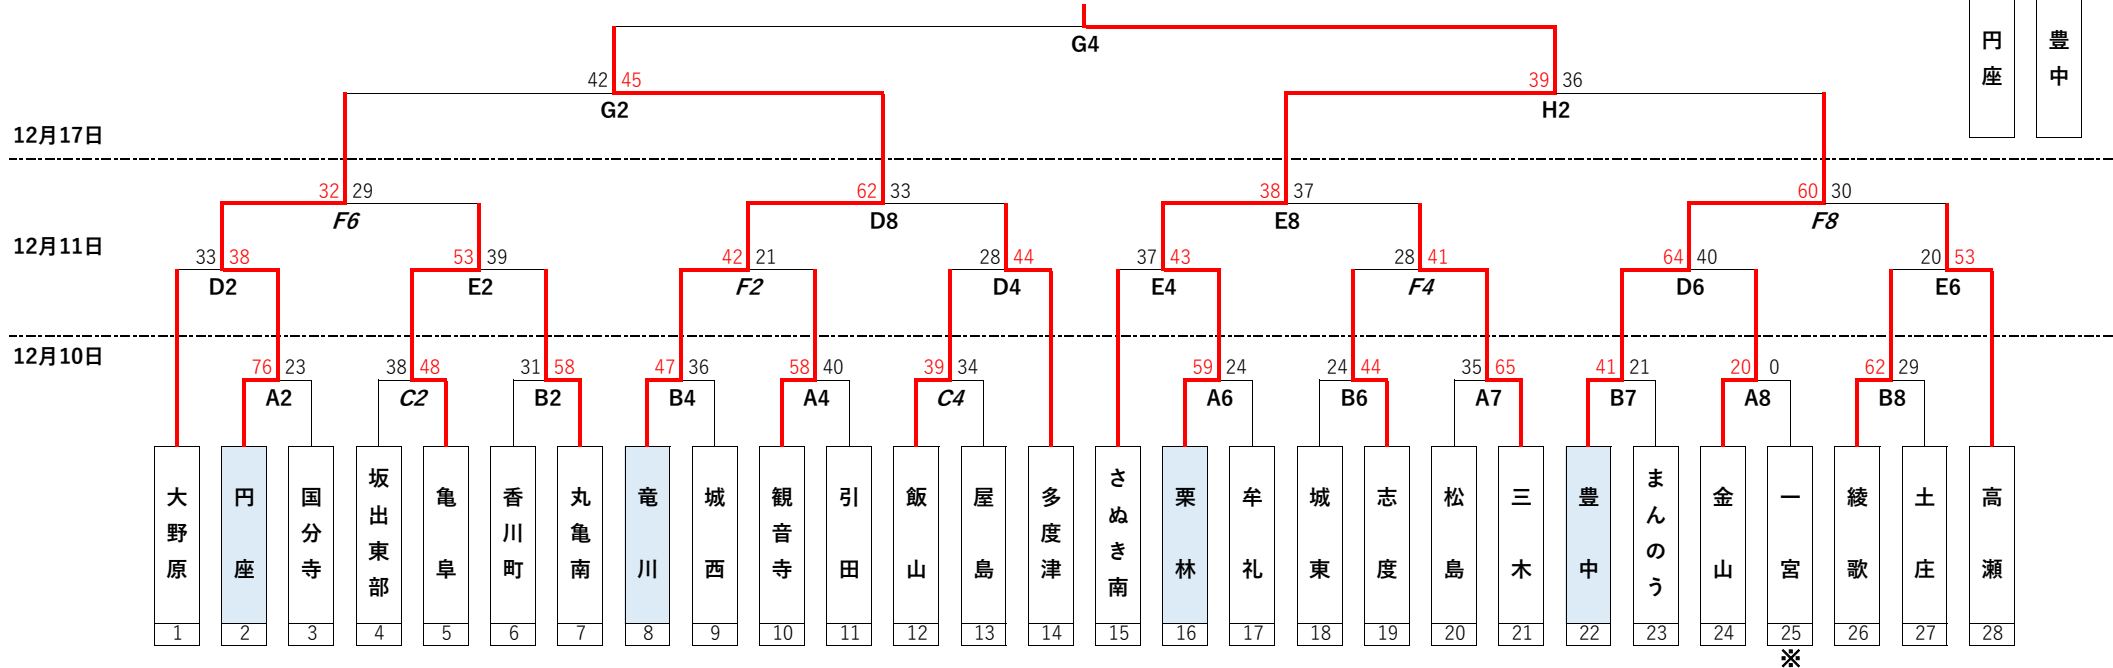 G4
円座
豊中
42 45
39 36
G2
H2
12月17日
32 29
62 33
38 37
60 30
F6
D8
E8
F8
12月11日
33 38
53 39
42 21
28 44
37 43
28 41
64 40
20 53
D2
E2
F2
D4
E4
F4
D6
E6
12月10日
76 23
38 48
31 58
47 36
58 40
39 34
59 24
24 44
35 65
41 21
20 0
62 29
A2
C2
B2
B4
A4
C4
A6
B6
A7
B7
A8
B8
大野原
円座
国分寺
坂出東部
亀阜
香川町
丸亀南
竜川
城西
観音寺
引田
飯山
屋島
多度津
さぬき南
栗林
牟礼
城東
志度
松島
三木
豊中
まんのう
金山
一宮
綾歌
土庄
高瀬
1 2 3 4 5 6 7 8 9 10 11 12 13 14 15 16 17 18 19 20 21 22 23 24 25 26 27 28
※